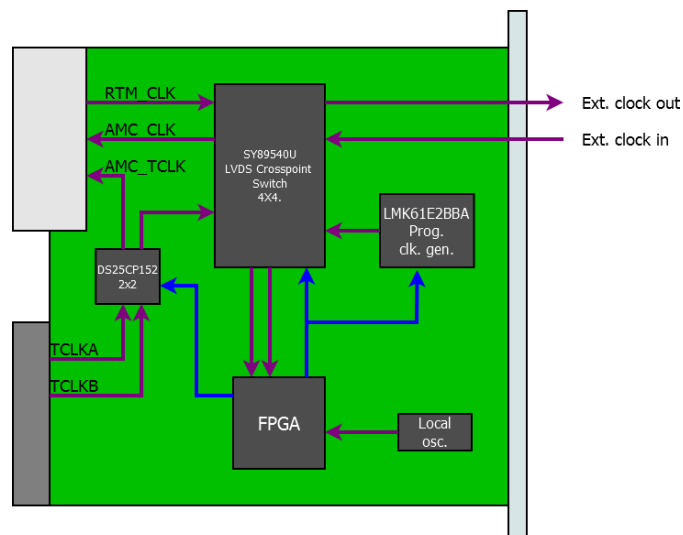 RTM_CLK
Ext. clock out
AMC_CLK
Ext. clock in
SY89540U
LVDS Crosspoint
Switch
4X4.
AMC_TCLK
LMK61E2BBA
Prog.
clk. gen.
DS25CP152
2x2
TCLKA
TCLKB
FPGA
Local
osc.